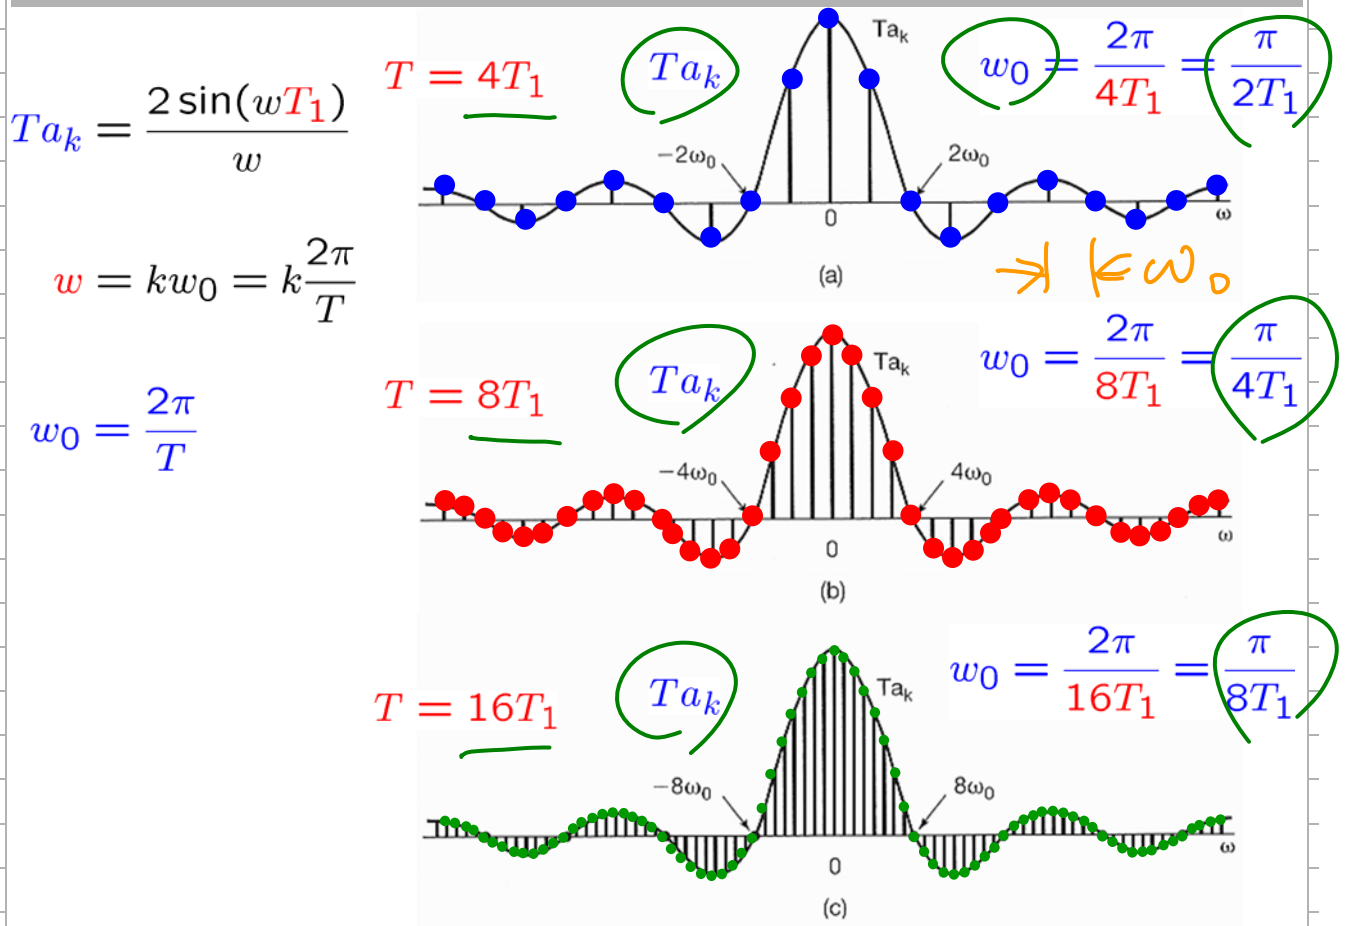 Ta_k = 2 sin(wT_1) / w
w = kw_0 = k 2π/T
w_0 = 2π/T
T = 4T_1
Ta_k
Ta_k
w_0 = 2π/4T_1 = π/2T_1
−2ω_0
2ω_0
0
ω
(a)
ω_0
T = 8T_1
Ta_k
Ta_k
w_0 = 2π/8T_1 = π/4T_1
−4ω_0
4ω_0
0
ω
(b)
T = 16T_1
Ta_k
Ta_k
w_0 = 2π/16T_1 = π/8T_1
−8ω_0
8ω_0
0
ω
(c)